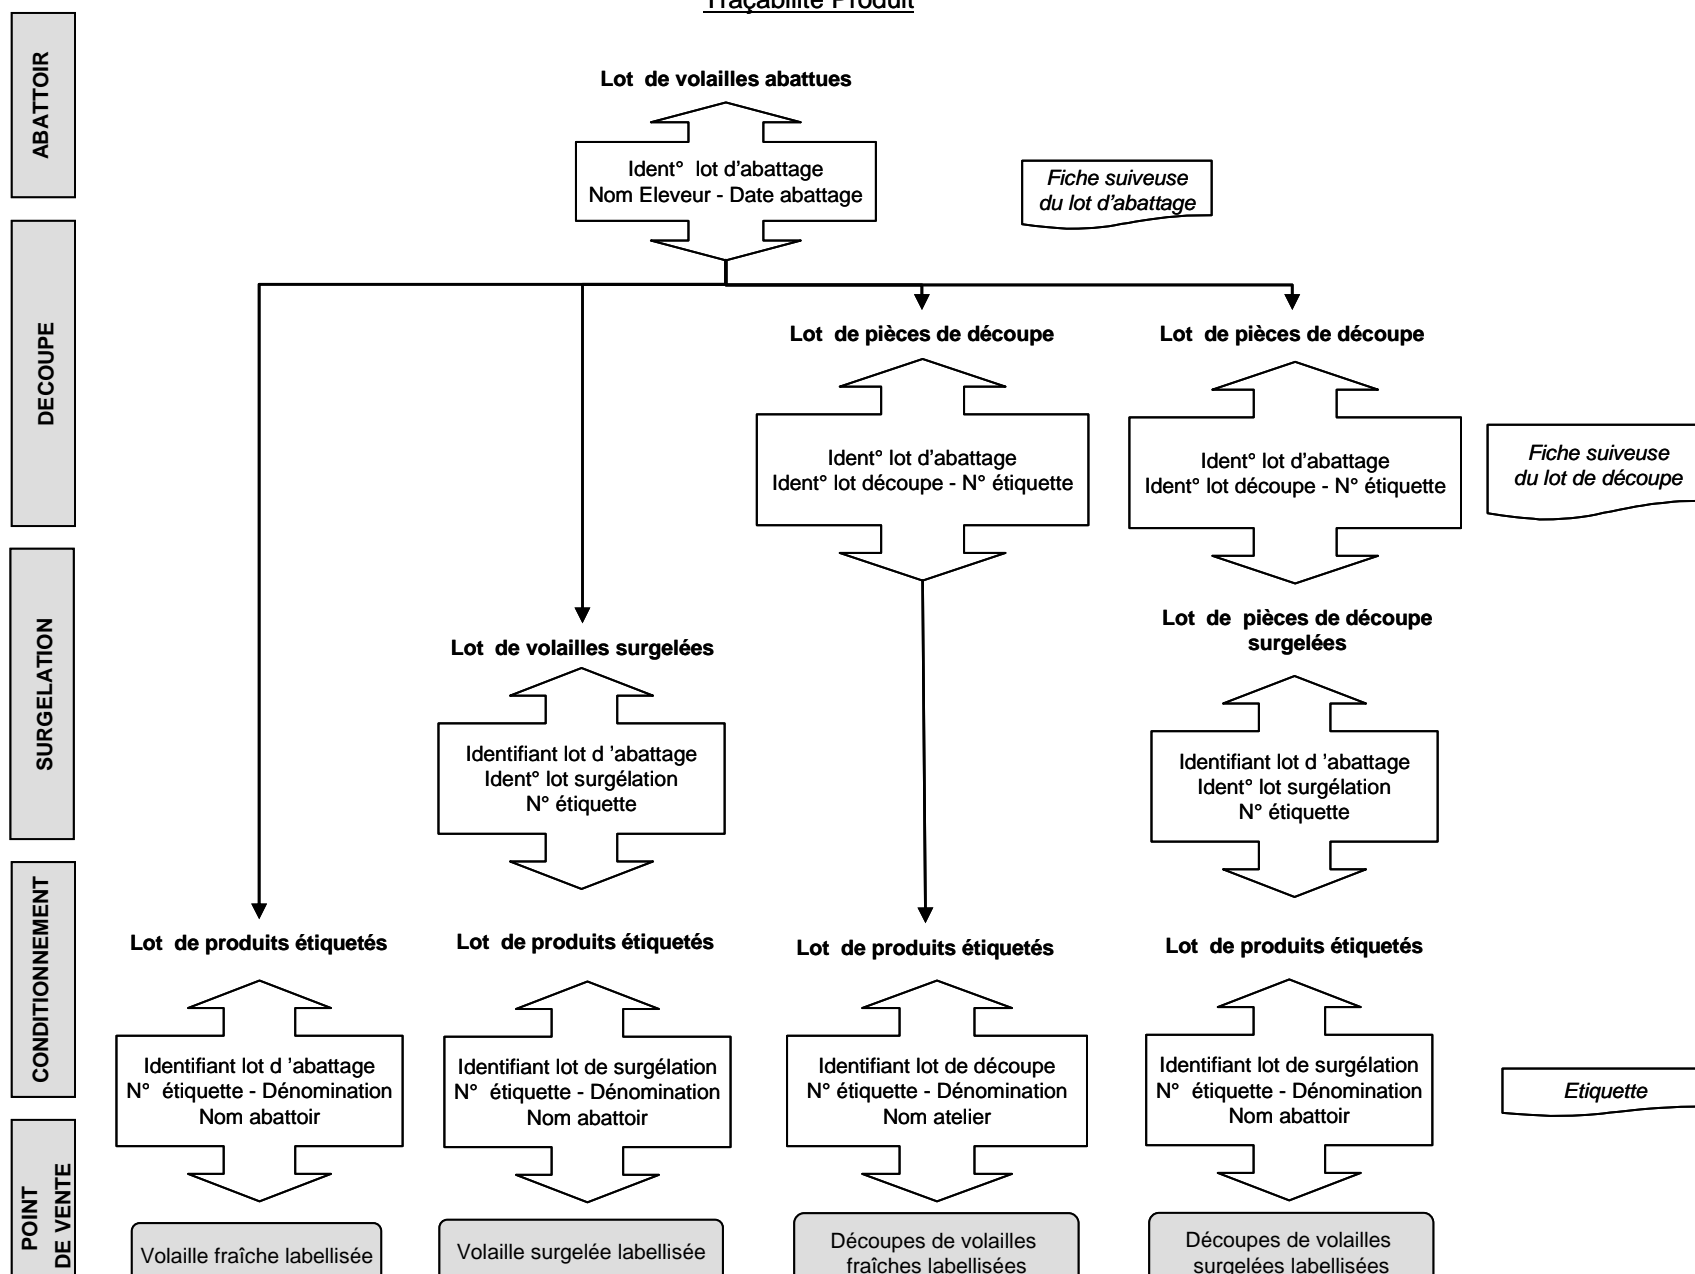 Traçabilité Produit
ABATTOIR
Lot de volailles abattues
Ident° lot d'abattage
Nom Eleveur - Date abattage
Fiche suiveuse
du lot d'abattage
DECOUPE
Lot de pièces de découpe
Ident° lot d'abattage
Ident° lot découpe - N° étiquette
Lot de pièces de découpe
Ident° lot d'abattage
Ident° lot découpe - N° étiquette
Fiche suiveuse
du lot de découpe
SURGELATION
Lot de volailles surgelées
Identifiant lot d 'abattage
Ident° lot surgélation
N° étiquette
Lot de pièces de découpe
surgelées
Identifiant lot d 'abattage
Ident° lot surgélation
N° étiquette
CONDITIONNEMENT
Lot de produits étiquetés
Identifiant lot d 'abattage
N° étiquette - Dénomination
Nom abattoir
Lot de produits étiquetés
Identifiant lot de surgélation
N° étiquette - Dénomination
Nom abattoir
Lot de produits étiquetés
Identifiant lot de découpe
N° étiquette - Dénomination
Nom atelier
Lot de produits étiquetés
Identifiant lot de surgélation
N° étiquette - Dénomination
Nom abattoir
Etiquette
POINT
DE VENTE
Volaille fraîche labellisée
Volaille surgelée labellisée
Découpes de volailles
fraîches labellisées
Découpes de volailles
surgelées labellisées